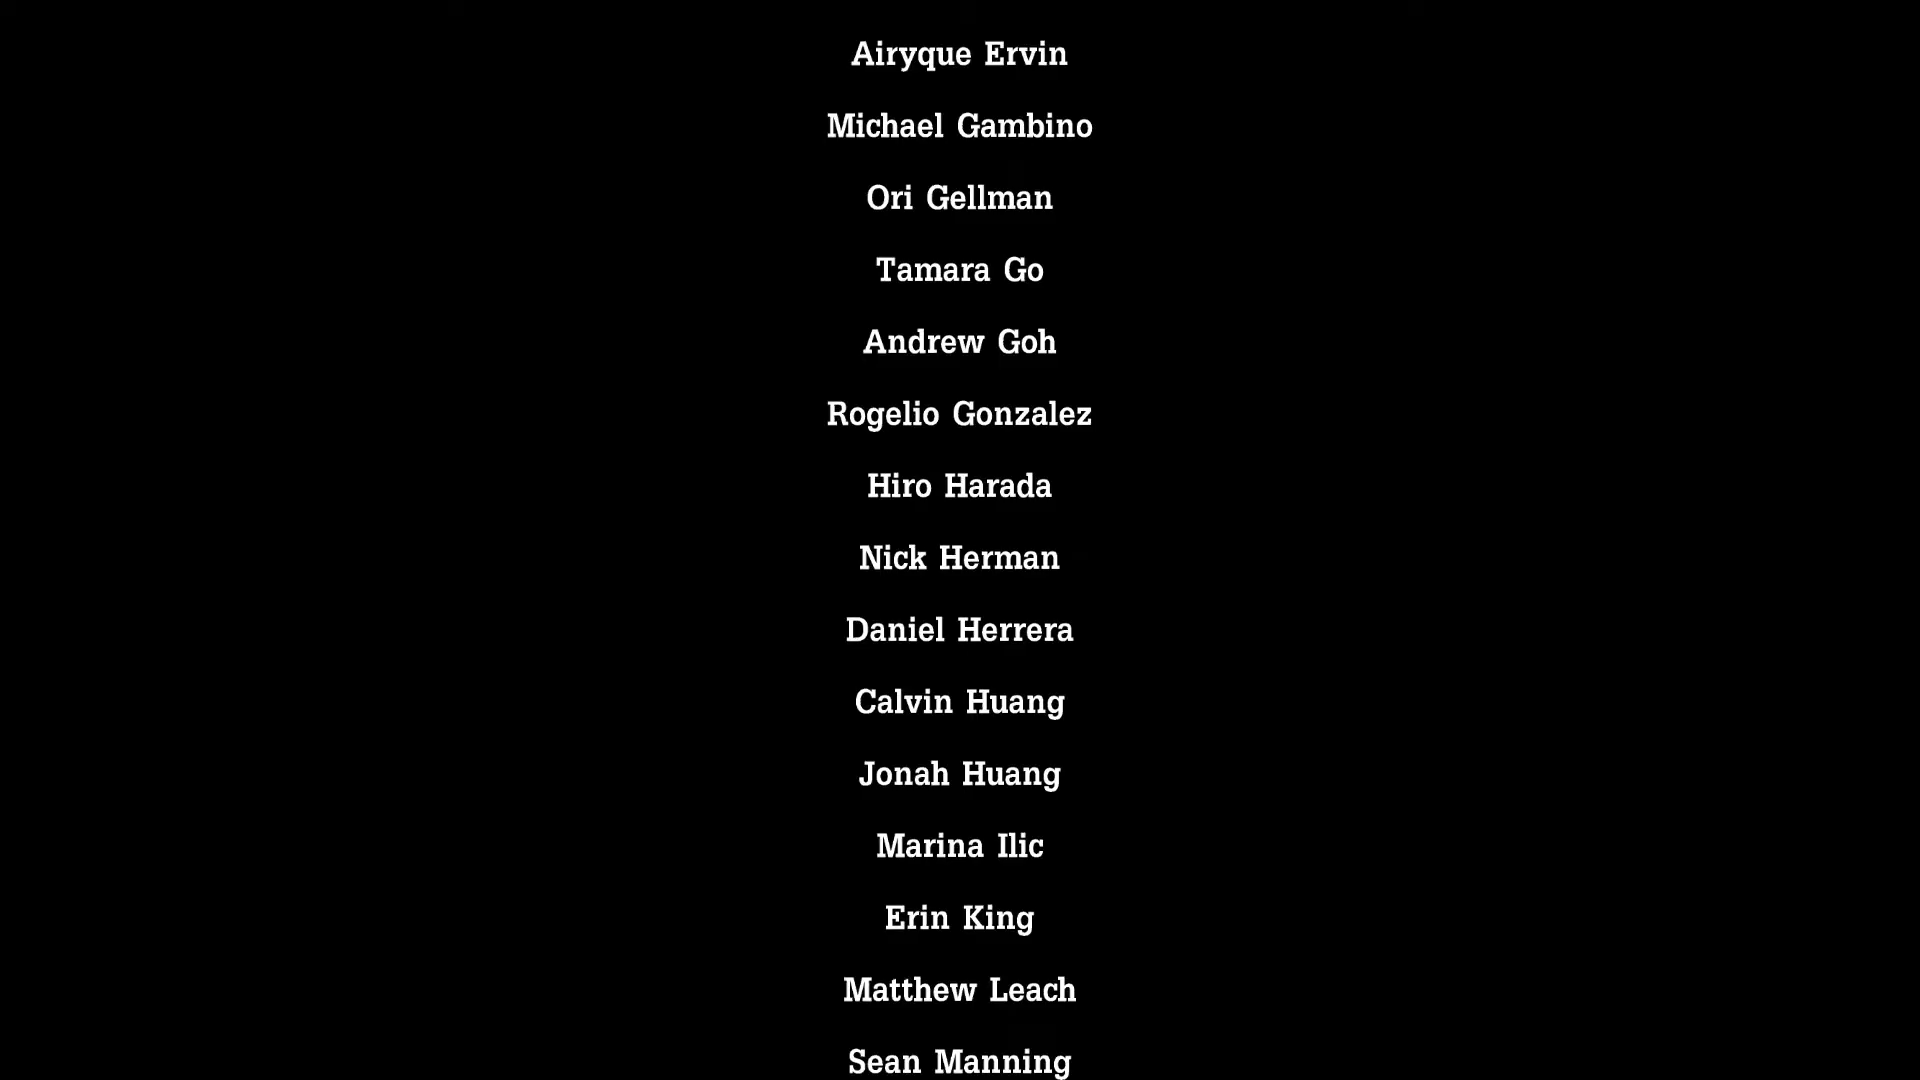 Airyque Ervin
Michael Gambino
Ori Gellman
Tamara Go
Andrew Goh
Rogelio Gonzalez
Hiro Harada
Nick Herman
Daniel Herrera
Calvin Huang
Jonah Huang
Marina Ilic
Erin King
Matthew Leach
Sean Manning